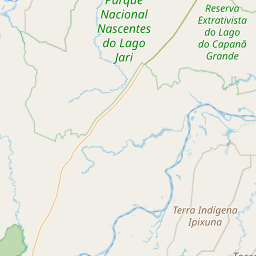 Parque
Nacional
Nascentes
do Lago
Jari
Reserva
Extrativista
do Lago
do Capanã
Grande
Terra Indígena
Ipixuna